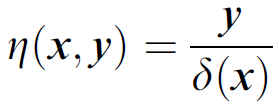 η(x, y) = y / δ(x)